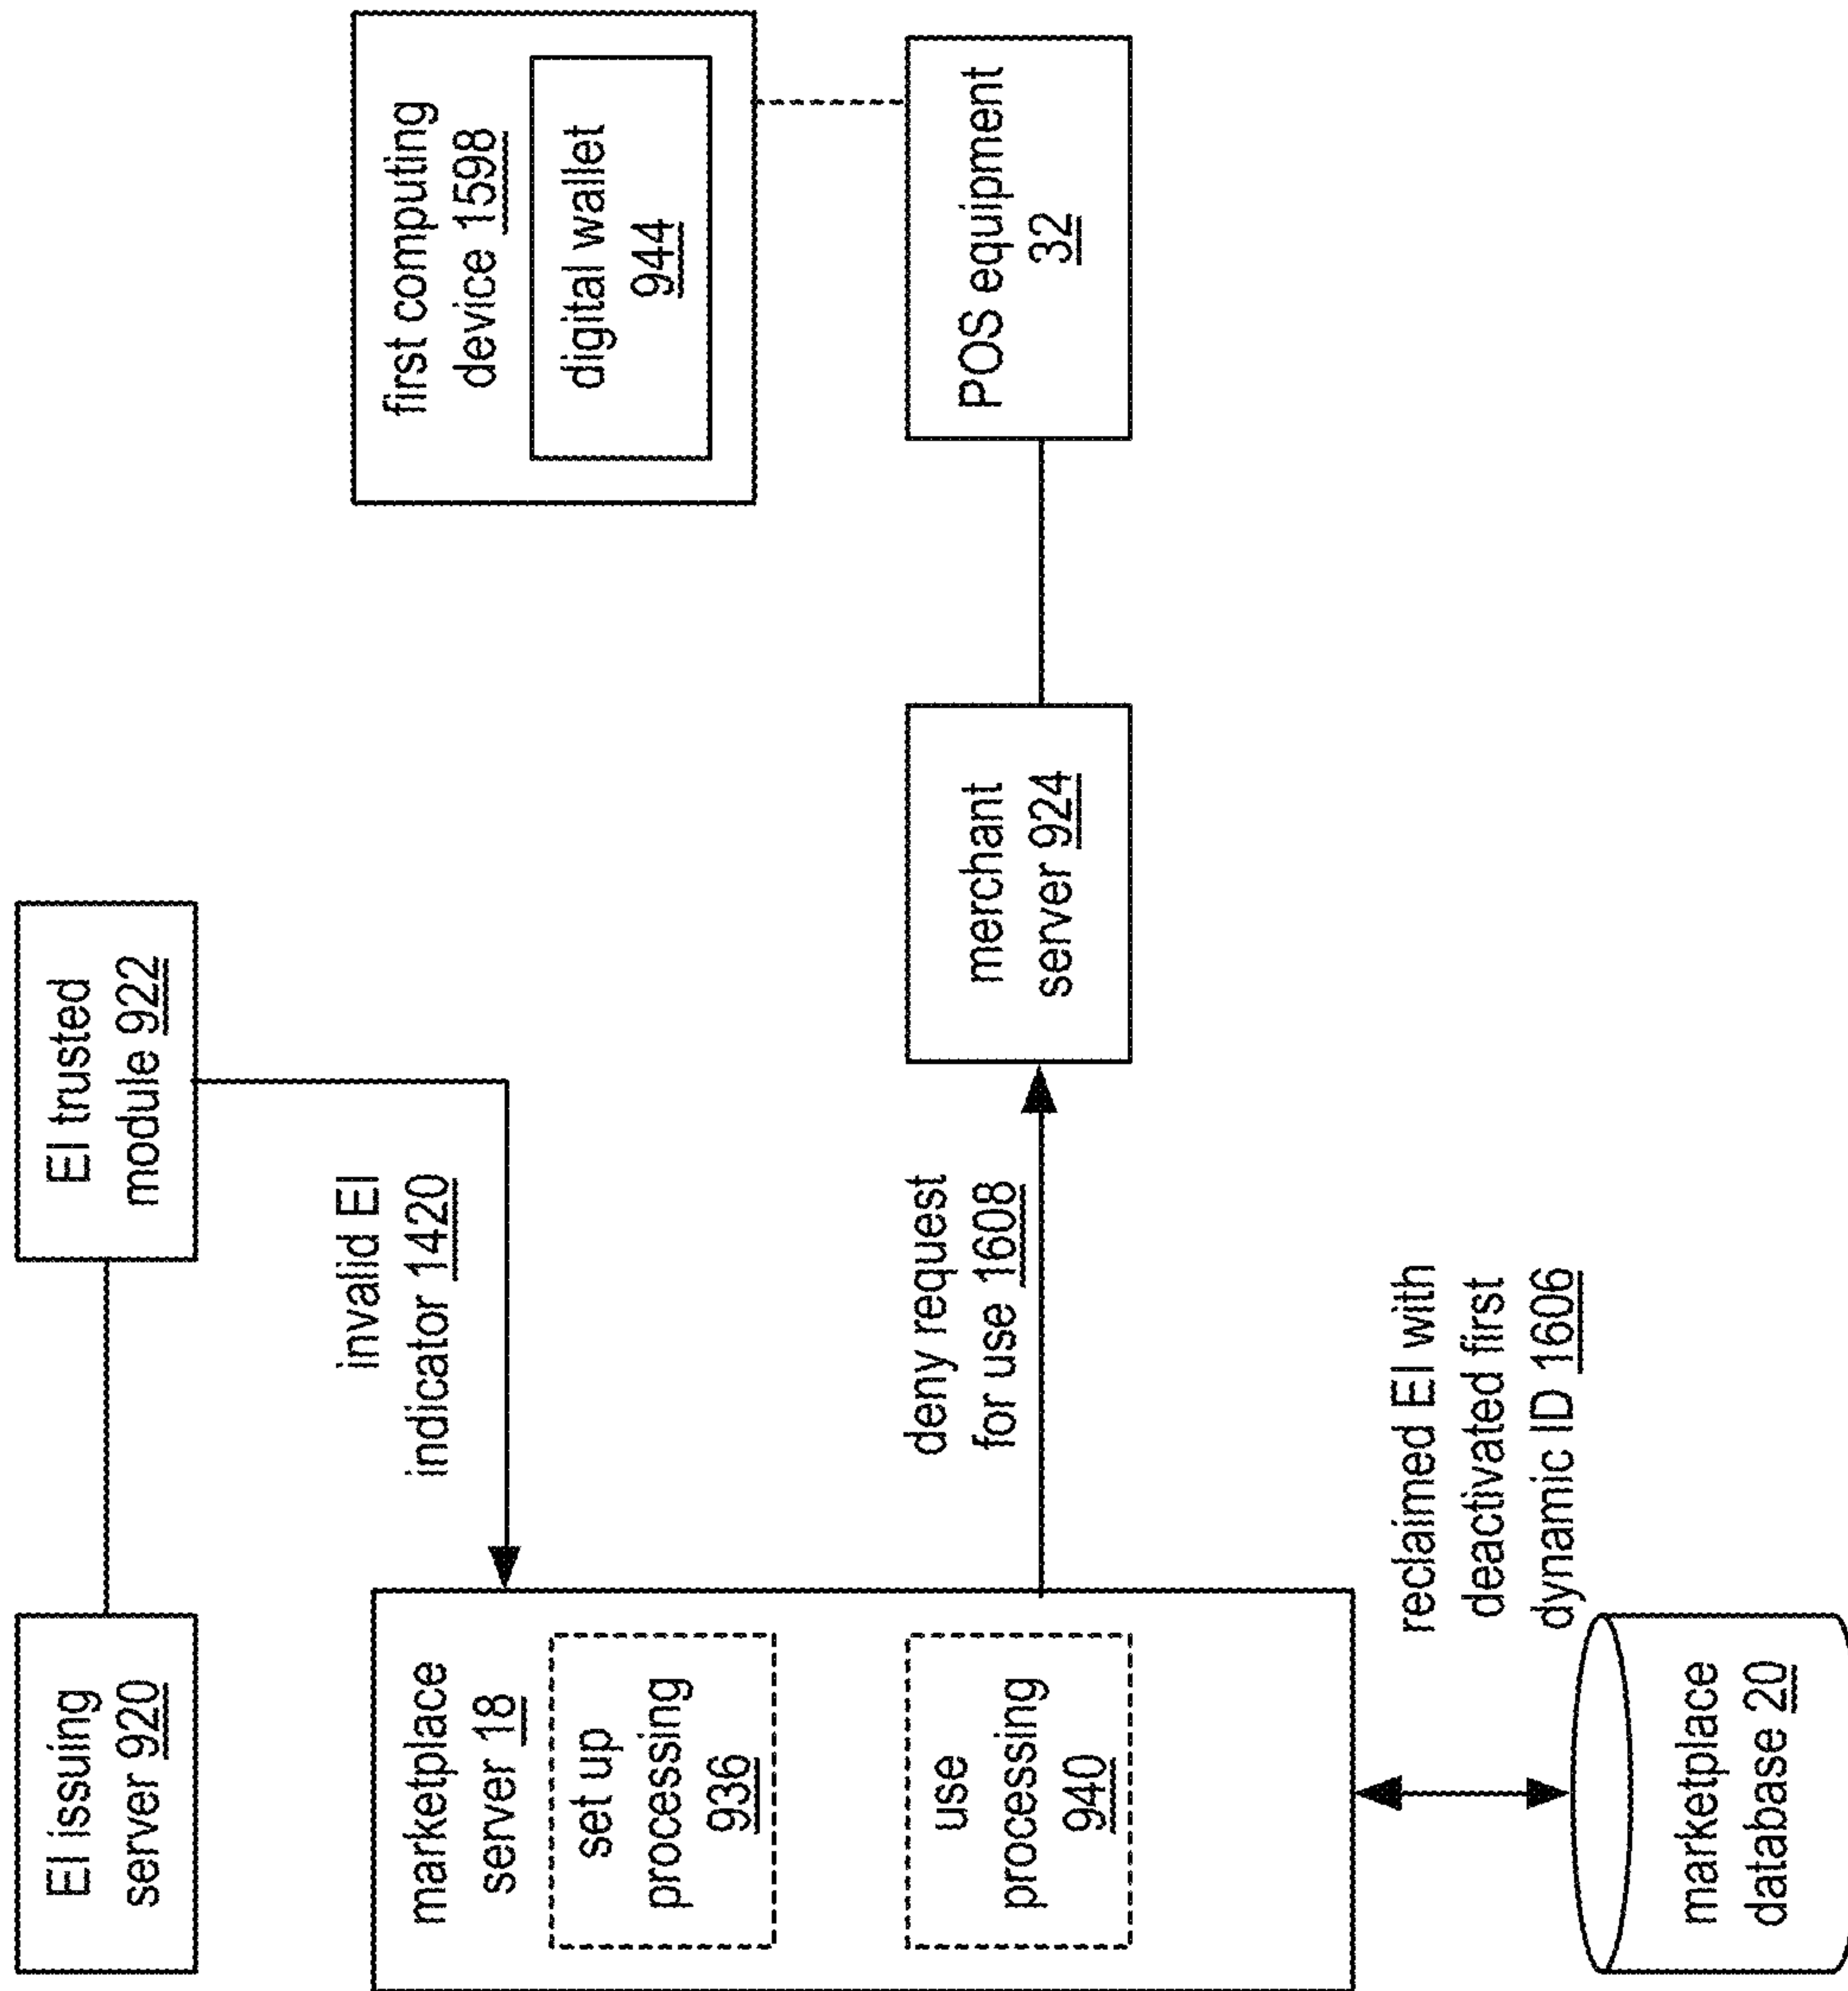 EI issuing
server 920
EI trusted
module 922
invalid EI
indicator 1420
first computing
device 1598
digital wallet
944
marketplace
server 18
set up
processing
936
use
processing
940
deny request
for use 1608
merchant
server 924
POS equipment
32
reclaimed EI with
deactivated first
dynamic ID 1606
marketplace
database 20